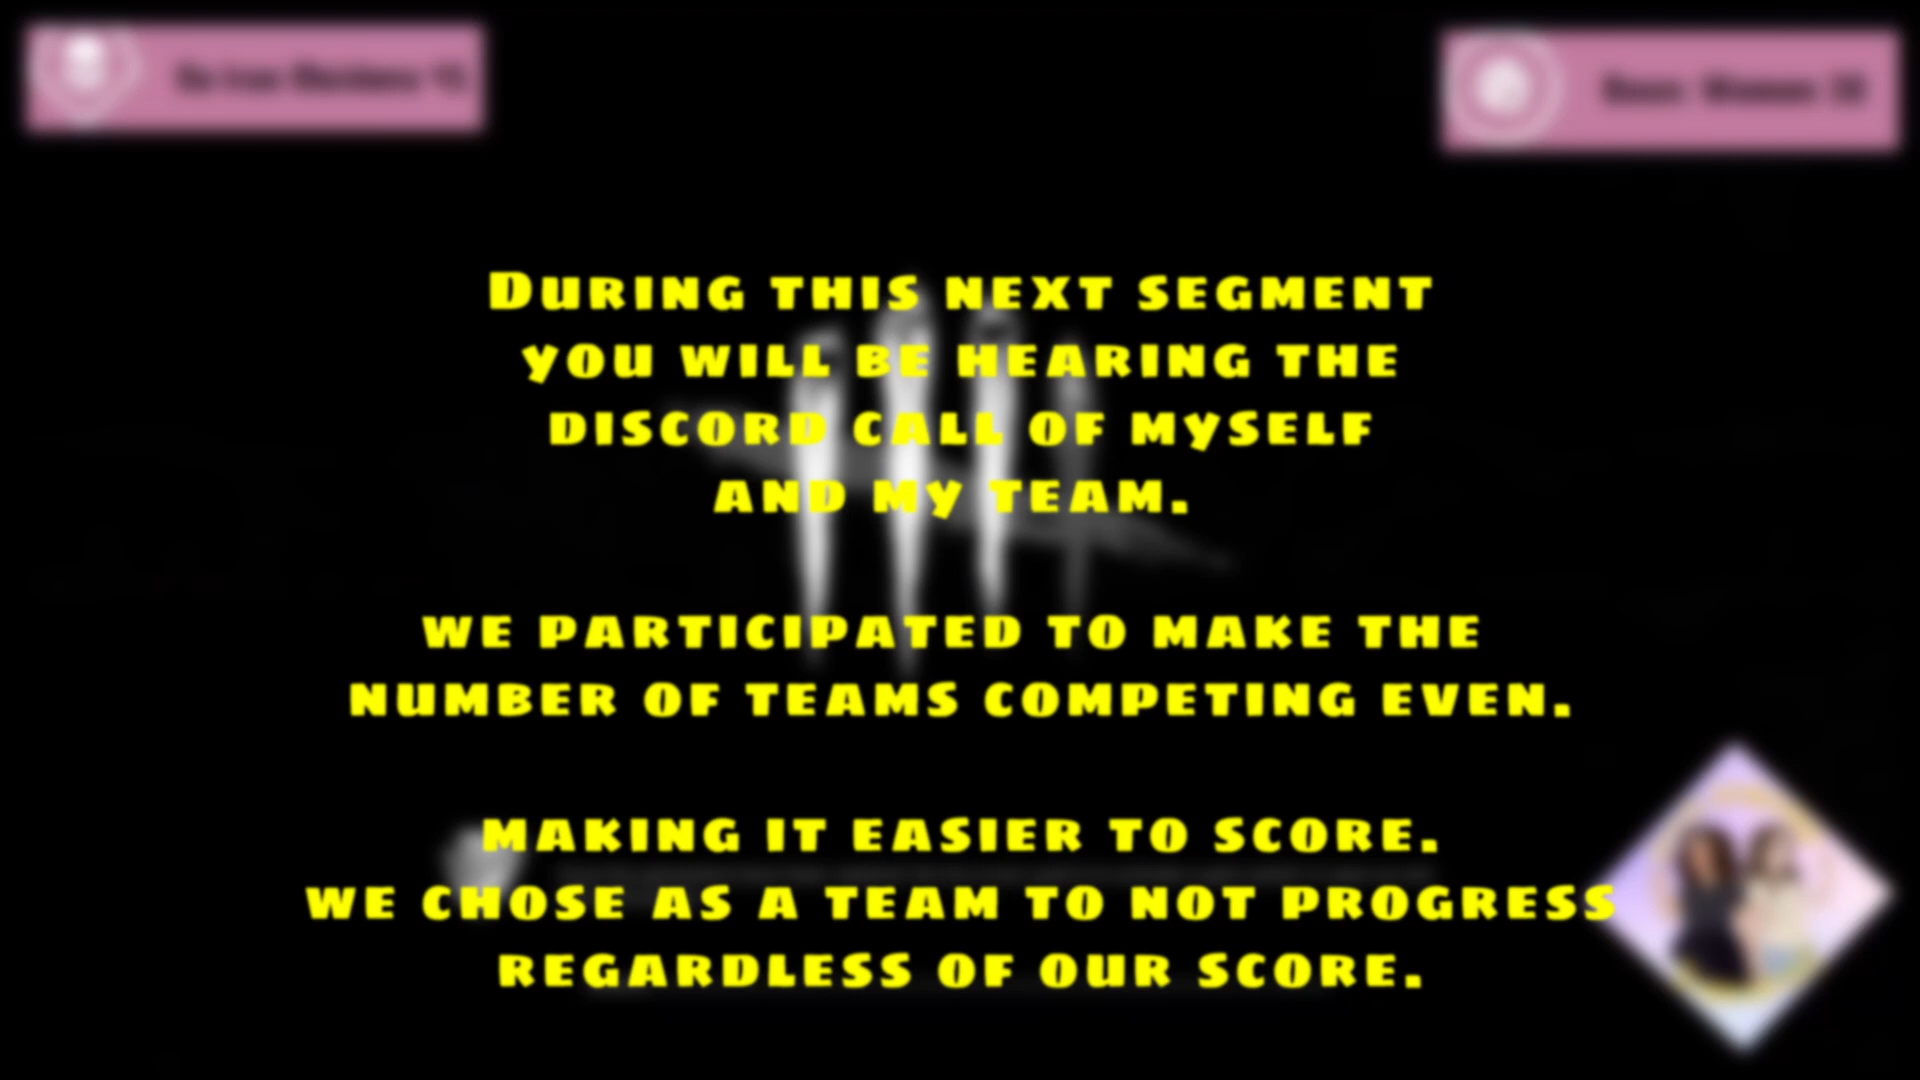 During this next segment
you will be hearing the
discord call of myself
and my team.
we participated to make the
number of teams competing even.
making it easier to score.
we chose as a team to not progress
regardless of our score.